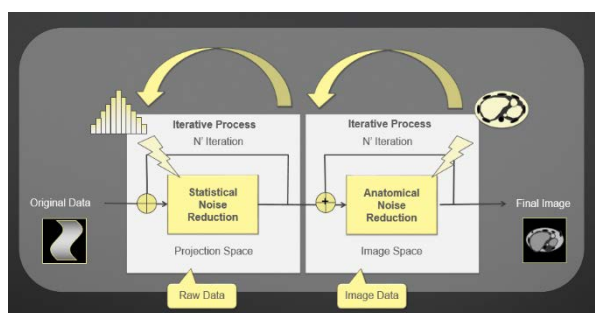 Iterative Process
N' Iteration
Iterative Process
N' Iteration
Original Data
Statistical
Noise
Reduction
Anatomical
Noise
Reduction
Final Image
Projection Space
Image Space
Raw Data
Image Data